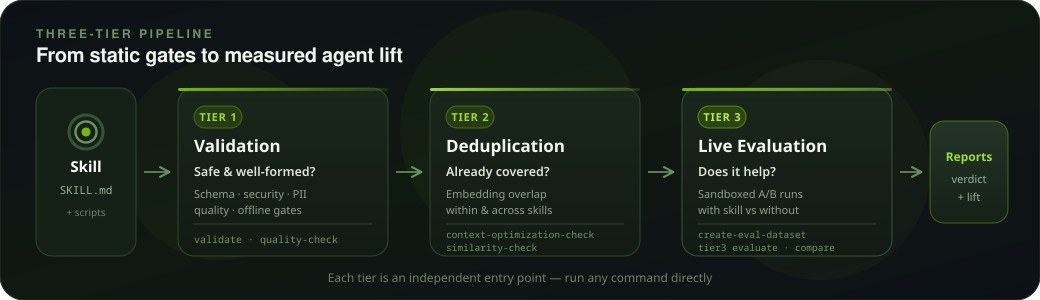 THREE-TIER PIPELINE
From static gates to measured agent lift
Skill
SKILL.md
+ scripts
TIER 1
Validation
Safe & well-formed?
Schema · security · PII
quality · offline gates
validate · quality-check
TIER 2
Deduplication
Already covered?
Embedding overlap
within & across skills
context-optimization-check
similarity-check
TIER 3
Live Evaluation
Does it help?
Sandboxed A/B runs
with skill vs without
create-eval-dataset
tier3 evaluate · compare
Reports
verdict
+ lift
Each tier is an independent entry point — run any command directly